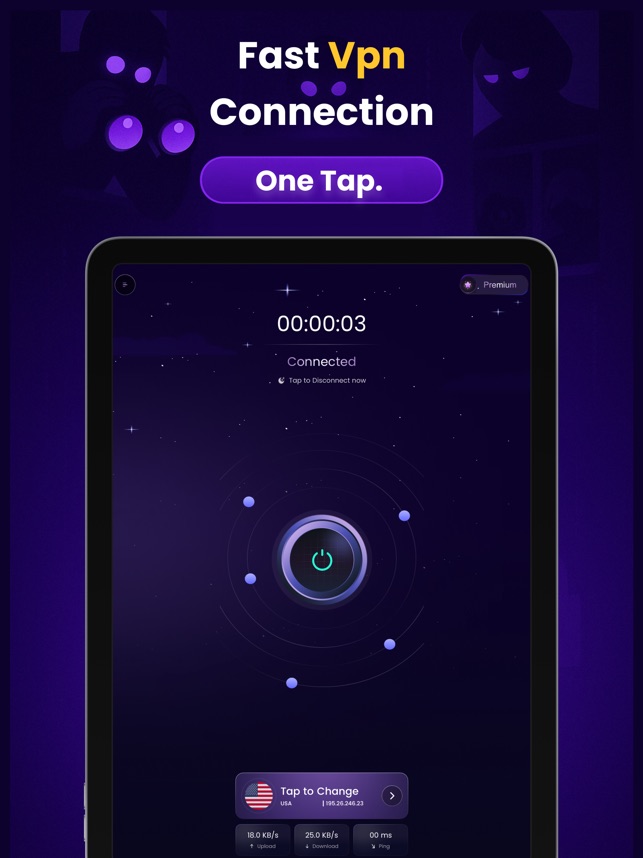 Fast Vpn
Connection
One Tap.
Premium
00:00:03
Connected
Tap to Disconnect now
Tap to Change
USA
195.26.246.23
18.0 KB/s
25.0 KB/s
00 ms
Upload
Download
Ping